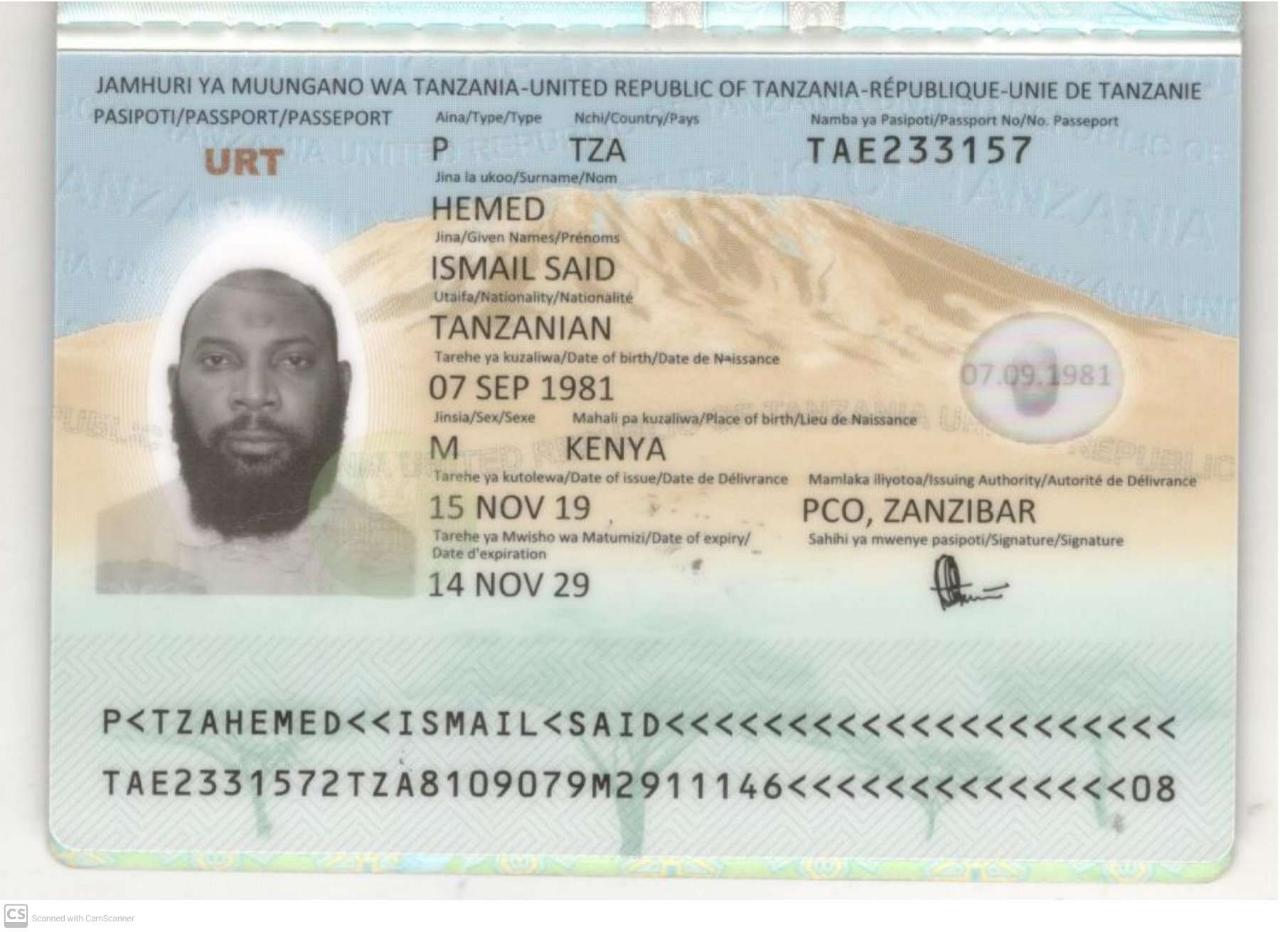 JAMHURI YA MUUNGANO WA TANZANIA-UNITED REPUBLIC OF TANZANIA-RÉPUBLIQUE-UNIE DE TANZANIE
PASIPOTI/PASSPORT/PASSEPORT
Aina/Type/Type Nchi/Country/Pays Namba ya Pasipoti/Passport No/No. Passeport
URT
P TZA TAE233157
Jina la ukoo/Surname/Nom
HEMED
Jina/Given Names/Prénoms
ISMAIL SAID
Utaifa/Nationality/Nationalité
TANZANIAN
Tarehe ya kuzaliwa/Date of birth/Date de Naissance
07 SEP 1981
07.09.1981
Jinsia/Sex/Sexe Mahali pa kuzaliwa/Place of birth/Lieu de Naissance
M KENYA
Tarehe ya kutolewa/Date of issue/Date de Délivrance Mamlaka iliyotoa/Issuing Authority/Autorité de Délivrance
15 NOV 19 PCO, ZANZIBAR
Tarehe ya Mwisho wa Matumizi/Date of expiry/
Date d'expiration
Sahihi ya mwenye pasipoti/Signature/Signature
14 NOV 29
P<TZAHEMED<<ISMAIL<SAID<<<<<<<<<<<<<<<<<<<<<
TAE2331572TZA8109079M2911146<<<<<<<<<<<<<<08
CS Scanned with CamScanner